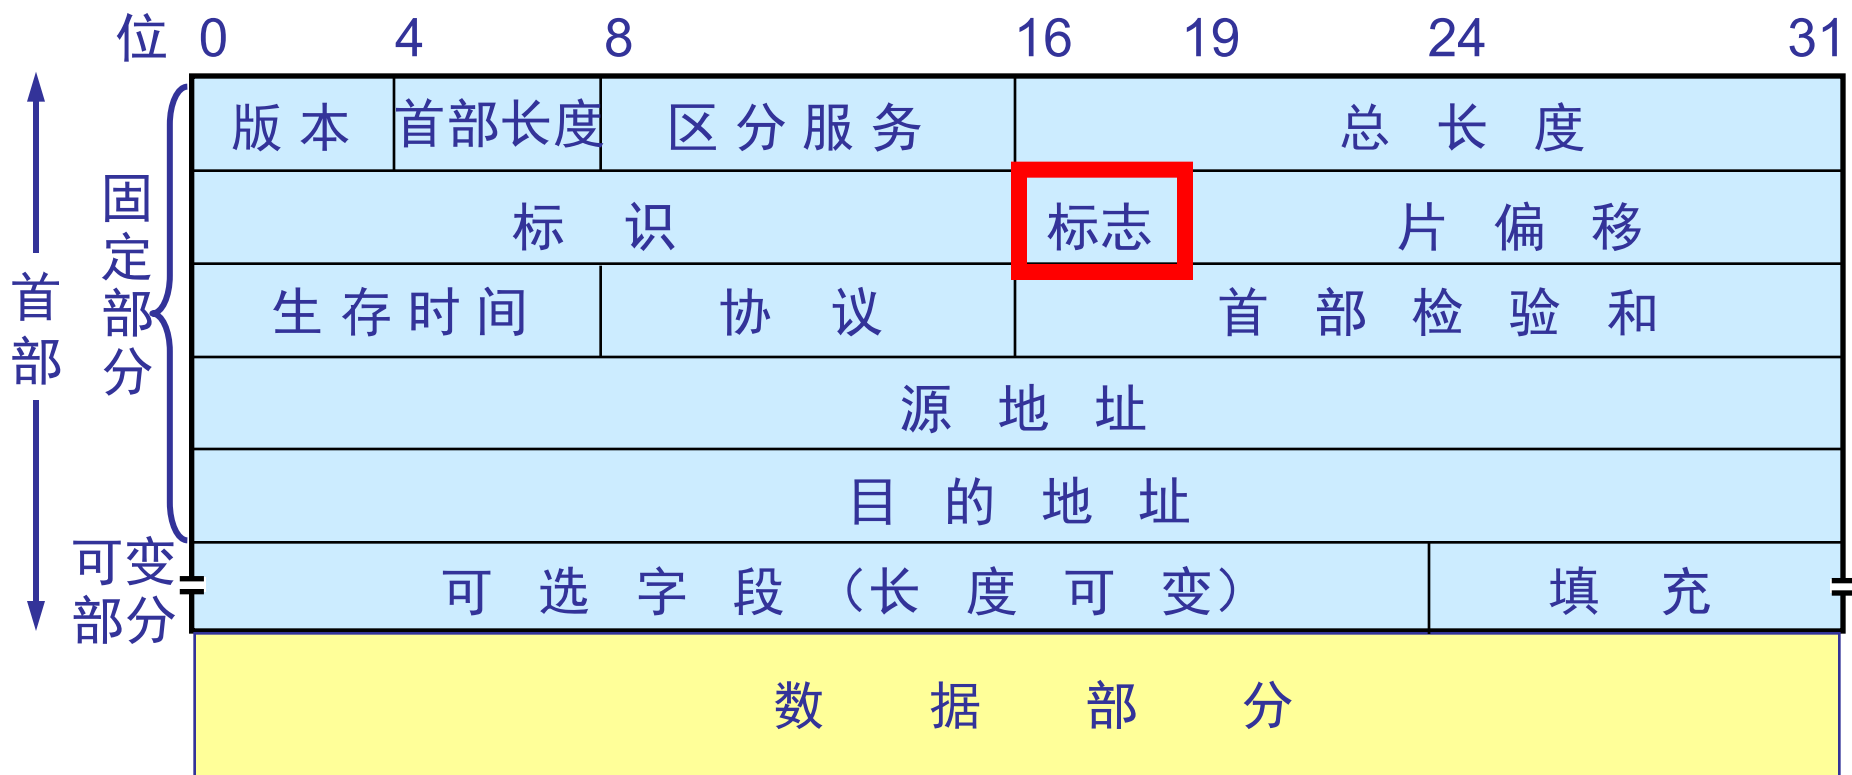 位 0 4 8 16 19 24 31
版 本 首部长度 区 分 服 务 总 长 度
标 识 标志 片 偏 移
生 存 时 间 协 议 首 部 检 验 和
源 地 址
目 的 地 址
可 选 字 段 （长 度 可 变） 填 充
数 据 部 分
首部
固定部分
可变
部分